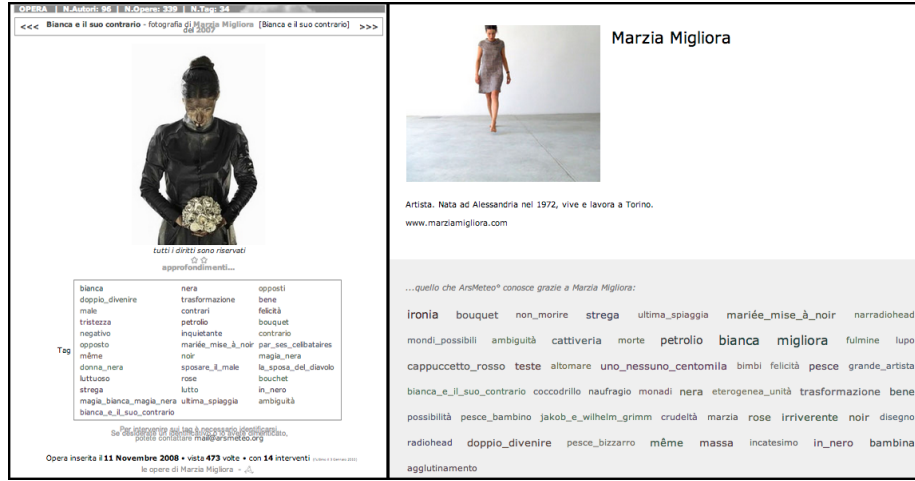 OPERA | N.Autori: 96 | N.Opere: 339 | N.Tag: 34
<<< Bianca e il suo contrario - fotografia di Marzia Migliora [Bianca e il suo contrario] >>>
del 2007
tutti i diritti sono riservati
approfondimenti...
Tag
bianca nera opposti
doppio_divenire trasformazione bene
male contrari felicità
tristezza petrolio bouquet
negativo inquietante contrario
opposto mariée_mise_à_noir par_ses_celibataires
même noir magia_nera
donna_nera sposare_il_male la_sposa_del_diavolo
luttuoso rose bouchet
strega lutto in_nero
magia_bianca_magia_nera ultima_spiaggia ambiguità
bianca_e_il_suo_contrario
Per intervenire sui tag è necessario identificarsi
Se desiderate un identificativo o lo avete dimenticato,
potete contattare mail@arsmeteo.org
Opera inserita il 11 Novembre 2008 • vista 473 volte • con 14 interventi
le opere di Marzia Migliora -
Marzia Migliora
Artista. Nata ad Alessandria nel 1972, vive e lavora a Torino.
www.marziamigliora.com
...quello che ArsMeteo° conosce grazie a Marzia Migliora:
ironia bouquet non_morire strega ultima_spiaggia mariée_mise_à_noir narradiohead
mondi_possibili ambiguità cattiveria morte petrolio bianca migliora fulmine lupo
cappuccetto_rosso teste altomare uno_nessuno_centomila bimbi felicità pesce grande_artista
bianca_e_il_suo_contrario coccodrillo naufragio monadi nera eterogenea_unità trasformazione bene
possibilità pesce_bambino jakob_e_wilhelm_grimm crudeltà marzia rose irriverente noir disegno
radiohead doppio_divenire pesce_bizzarro même massa incatesimo in_nero bambina
agglutinamento